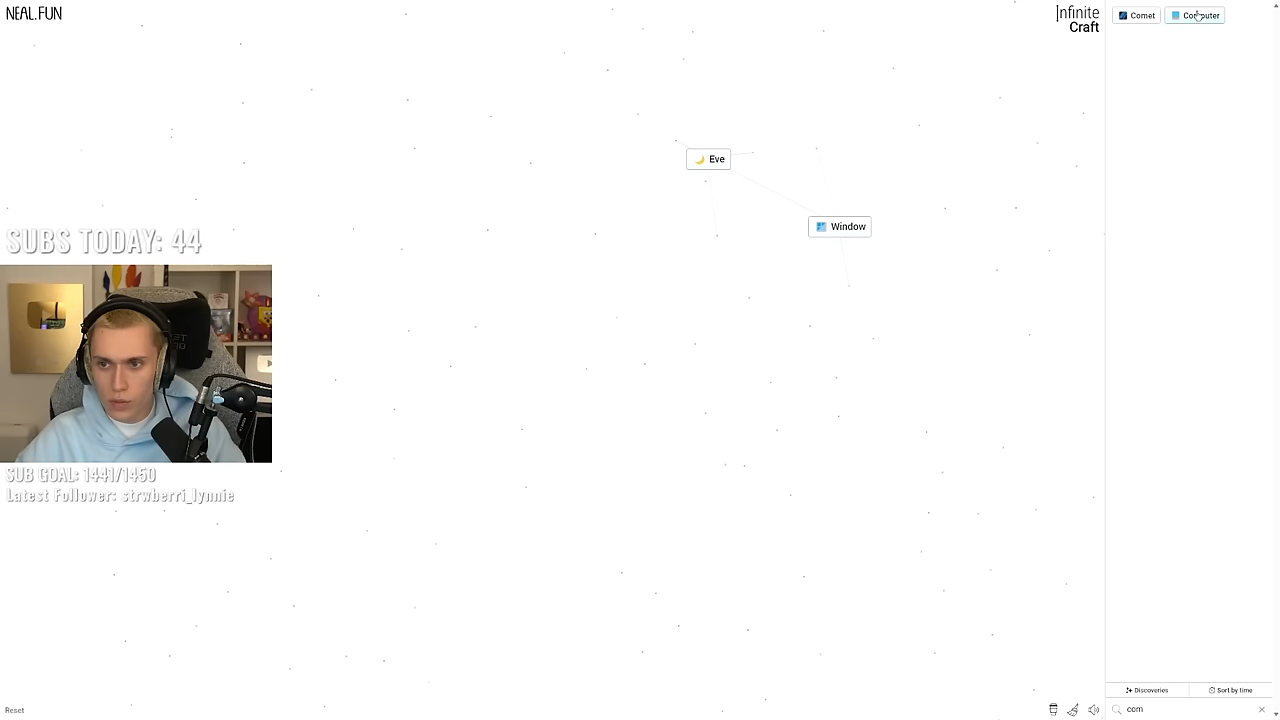 NEAL.FUN
Infinite
Craft
Comet
Computer
Eve
Window
SUBS TODAY: 44
SUB GOAL: 1441/1450
Latest Follower: strwberri_lynnie
Discoveries
Sort by time
Reset
com